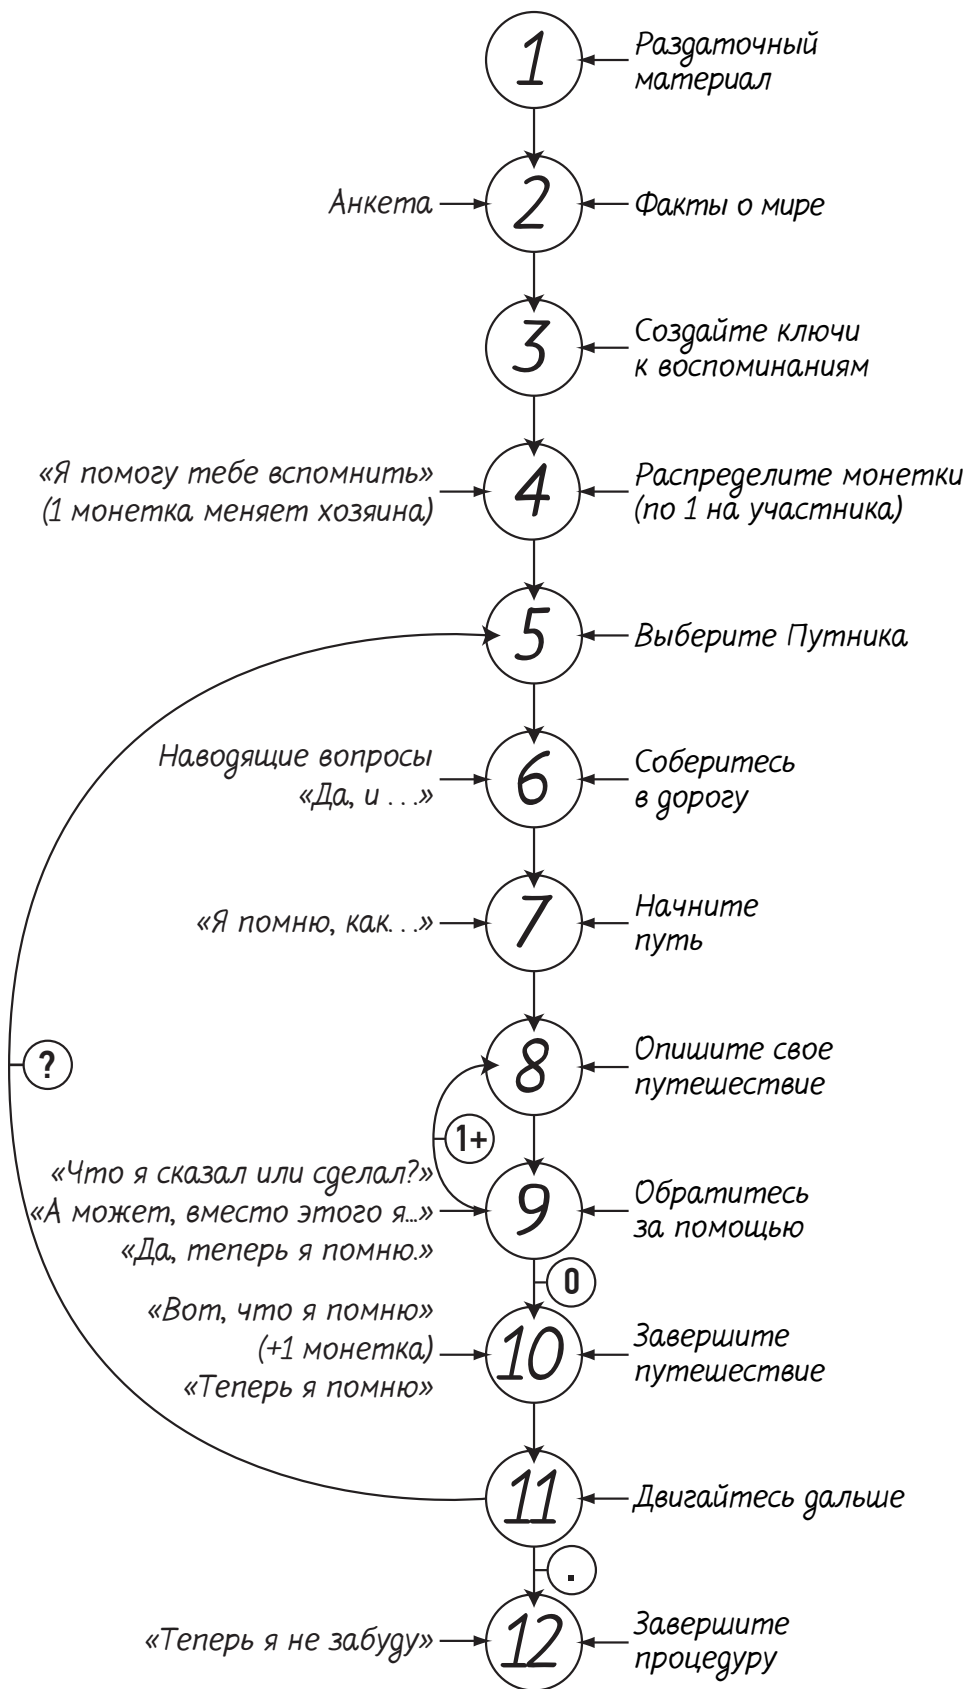 1
Раздаточный
материал
Анкета
2
Факты о мире
3
Создайте ключи
к воспоминаниям
«Я помогу тебе вспомнить»
(1 монетка меняет хозяина)
4
Распределите монетки
(по 1 на участника)
5
Выберите Путника
Наводящие вопросы
«Да, и . . .»
6
Соберитесь
в дорогу
«Я помню, как. . .»
7
Начните
путь
8
Опишите свое
путешествие
?
1+
«Что я сказал или сделал?»
«А может, вместо этого я...»
«Да, теперь я помню.»
9
Обратитесь
за помощью
0
«Вот, что я помню»
(+1 монетка)
«Теперь я помню»
10
Завершите
путешествие
11
Двигайтесь дальше
.
«Теперь я не забуду»
12
Завершите
процедуру